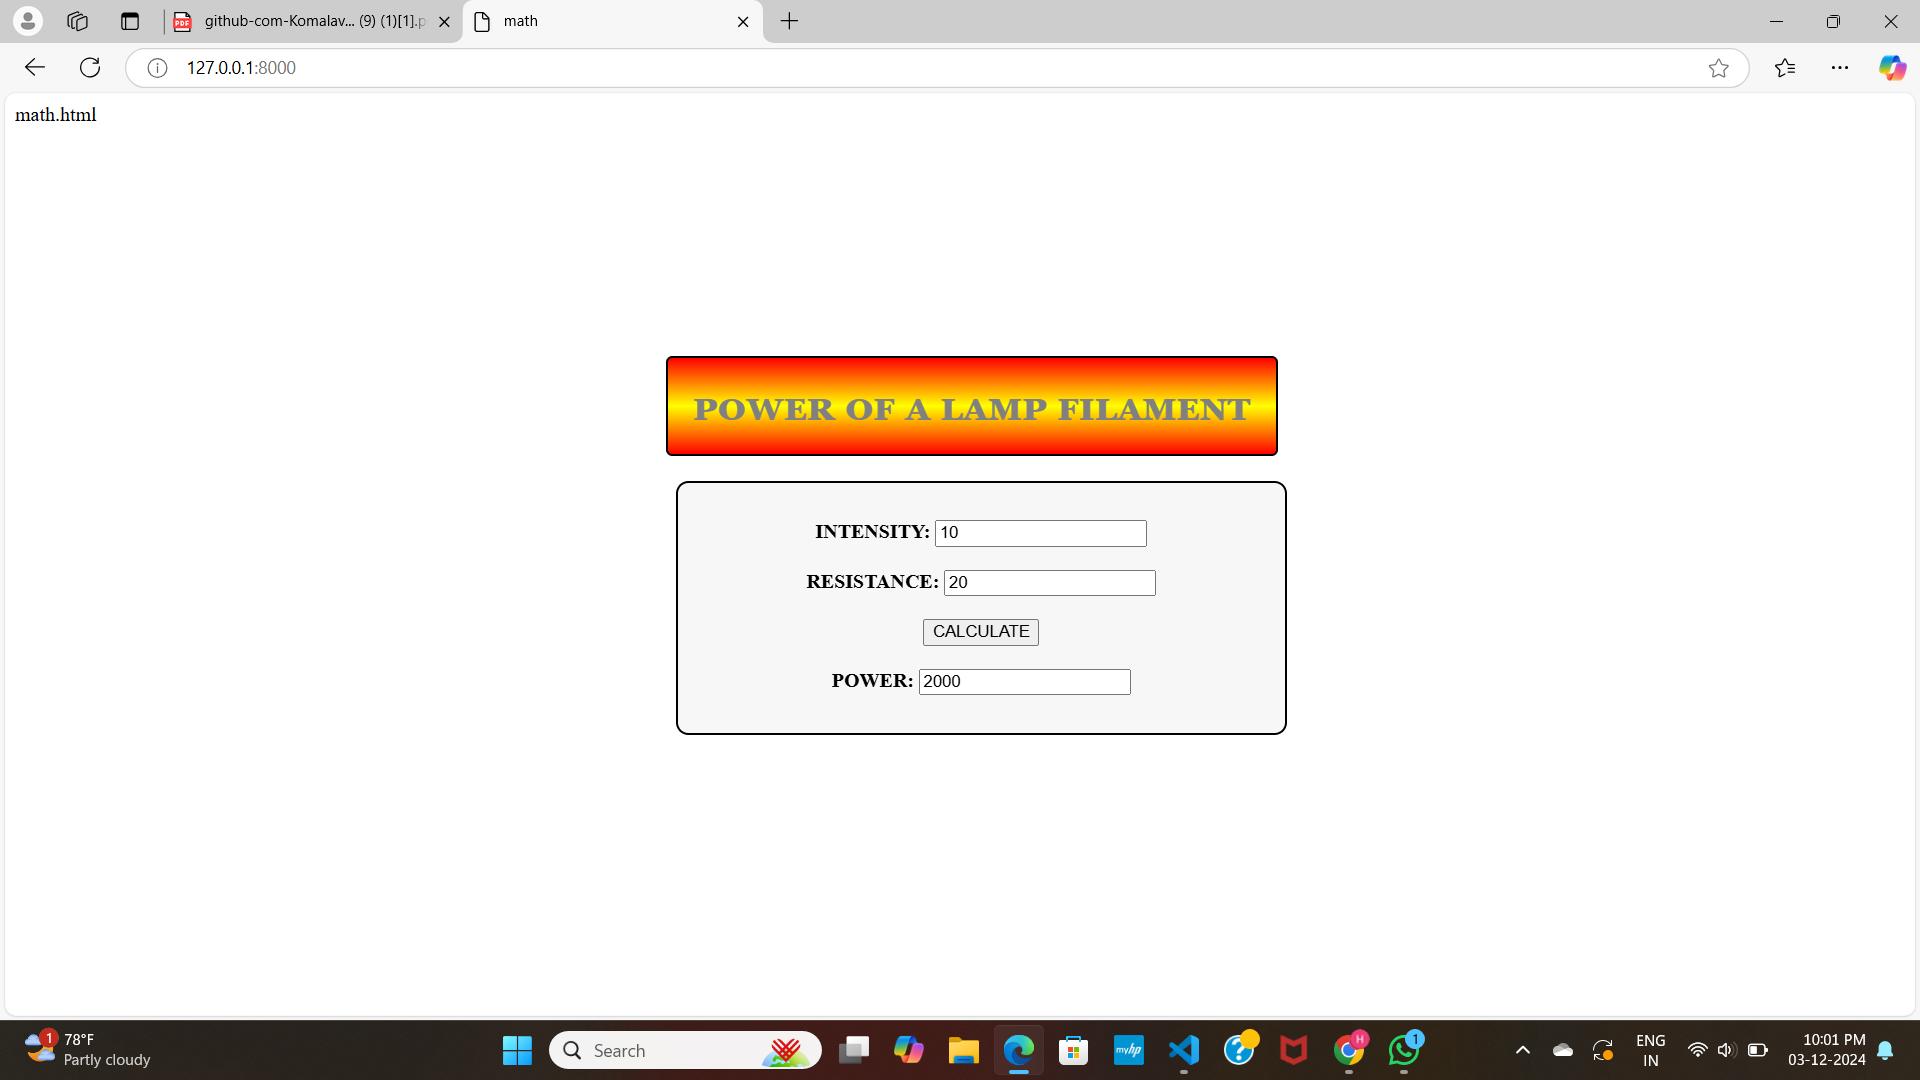 github-com-Komalav... (9) (1)[1].p
math
127.0.0.1:8000
math.html
POWER OF A LAMP FILAMENT
INTENSITY: 10
RESISTANCE: 20
CALCULATE
POWER: 2000
1
78°F
Partly cloudy
Search
myhp
H
1
ENG
IN
10:01 PM
03-12-2024